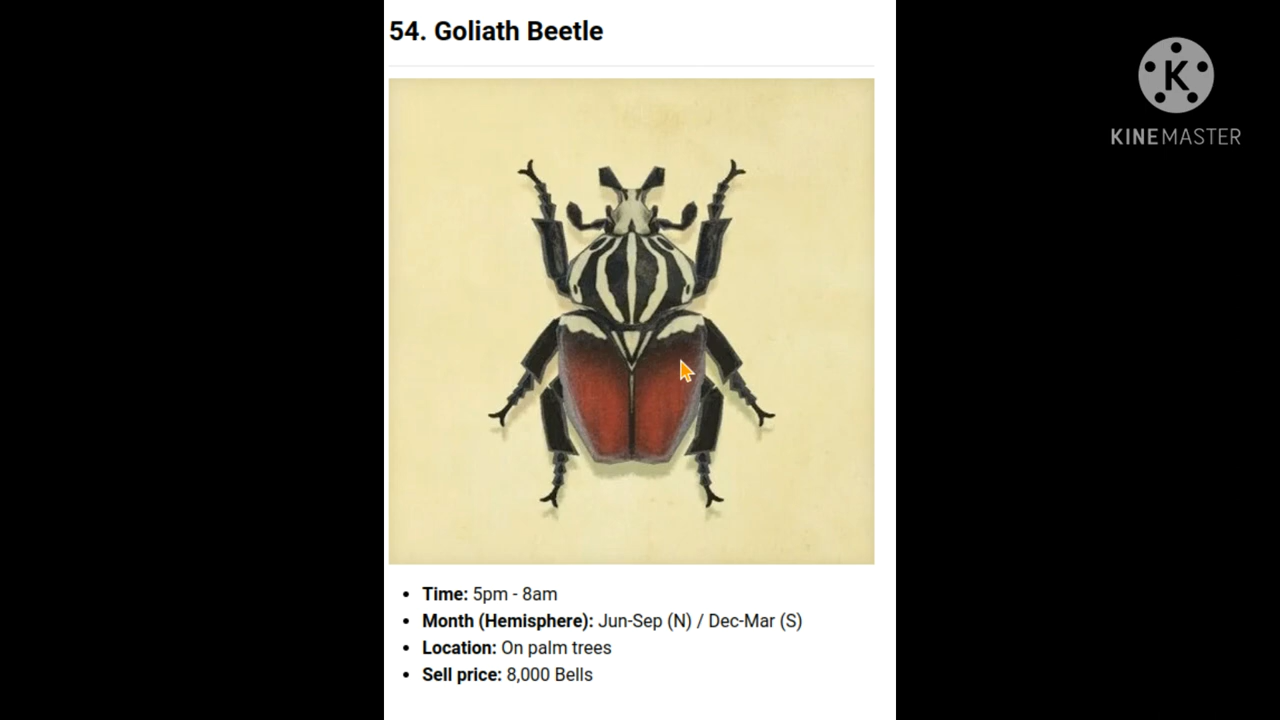 54. Goliath Beetle
K
KINEMASTER
• Time: 5pm - 8am
• Month (Hemisphere): Jun-Sep (N) / Dec-Mar (S)
• Location: On palm trees
• Sell price: 8,000 Bells